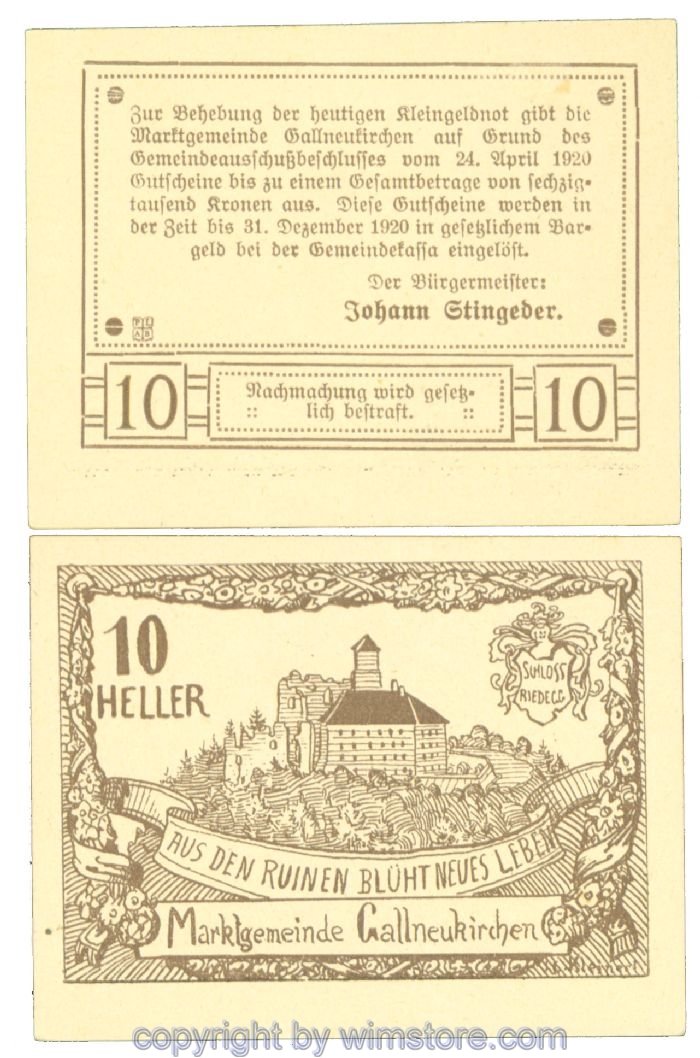 Zur Behebung der heutigen Kleingeldnot gibt die
Marktgemeinde Gallneukirchen auf Grund des
Gemeindeausschußbeschlusses vom 24. April 1920
Gutscheine bis zu einem Gesamtbetrage von sechzig-
tausend Kronen aus. Diese Gutscheine werden in
der Zeit bis 31. Dezember 1920 in gesetzlichem Bar-
geld bei der Gemeindekassa eingelöst.
Der Bürgermeister:
Johann Stingeder.
10
Nachmachung wird gesetz-
:: lich bestraft. ::
10
10
HELLER
SCHLOSS
RIEDEGG
AUS DEN RUINEN BLÜHT NEUES LEBEN
Marktgemeinde Gallneukirchen
copyright by wimstore.com